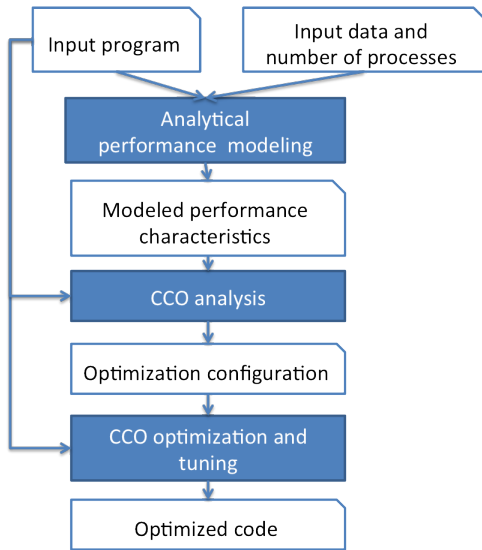 Input program
Input data and
number of processes
Analytical
performance modeling
Modeled performance
characteristics
CCO analysis
Optimization configuration
CCO optimization and
tuning
Optimized code